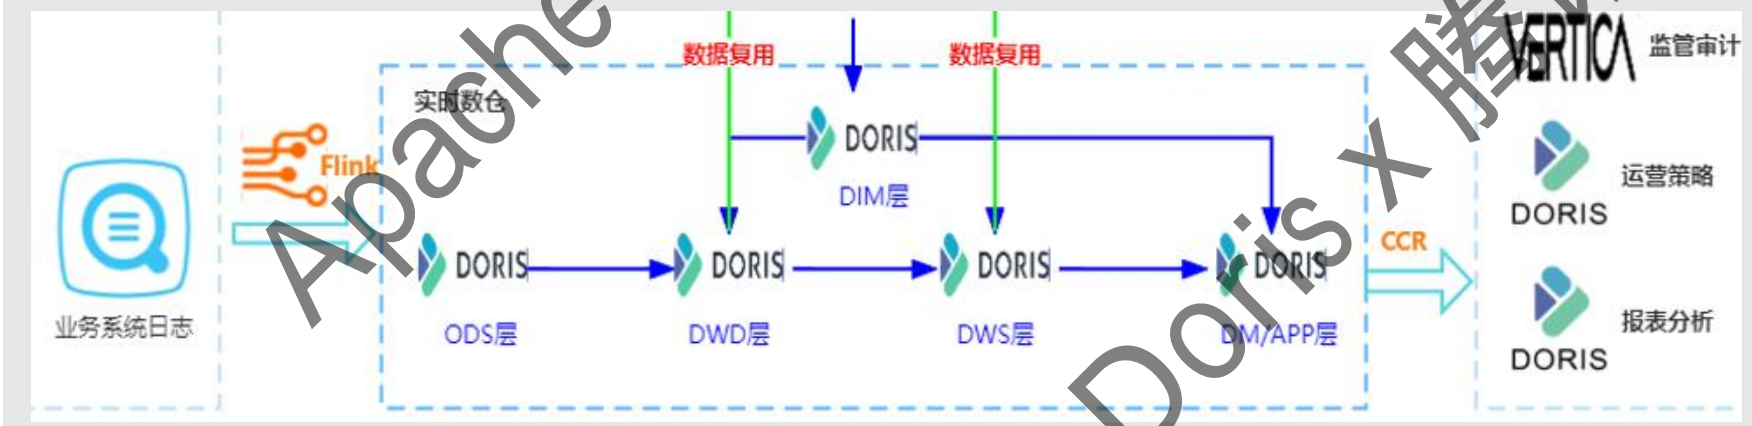 数据复用
数据复用
VERTICA
监管审计
实时数仓
Flink
DORIS
DIM层
DORIS
运营策略
业务系统日志
DORIS
ODS层
DORIS
DWD层
DORIS
DWS层
DORIS
DM/APP层
CCR
DORIS
报表分析
Apache
Doris x 腾